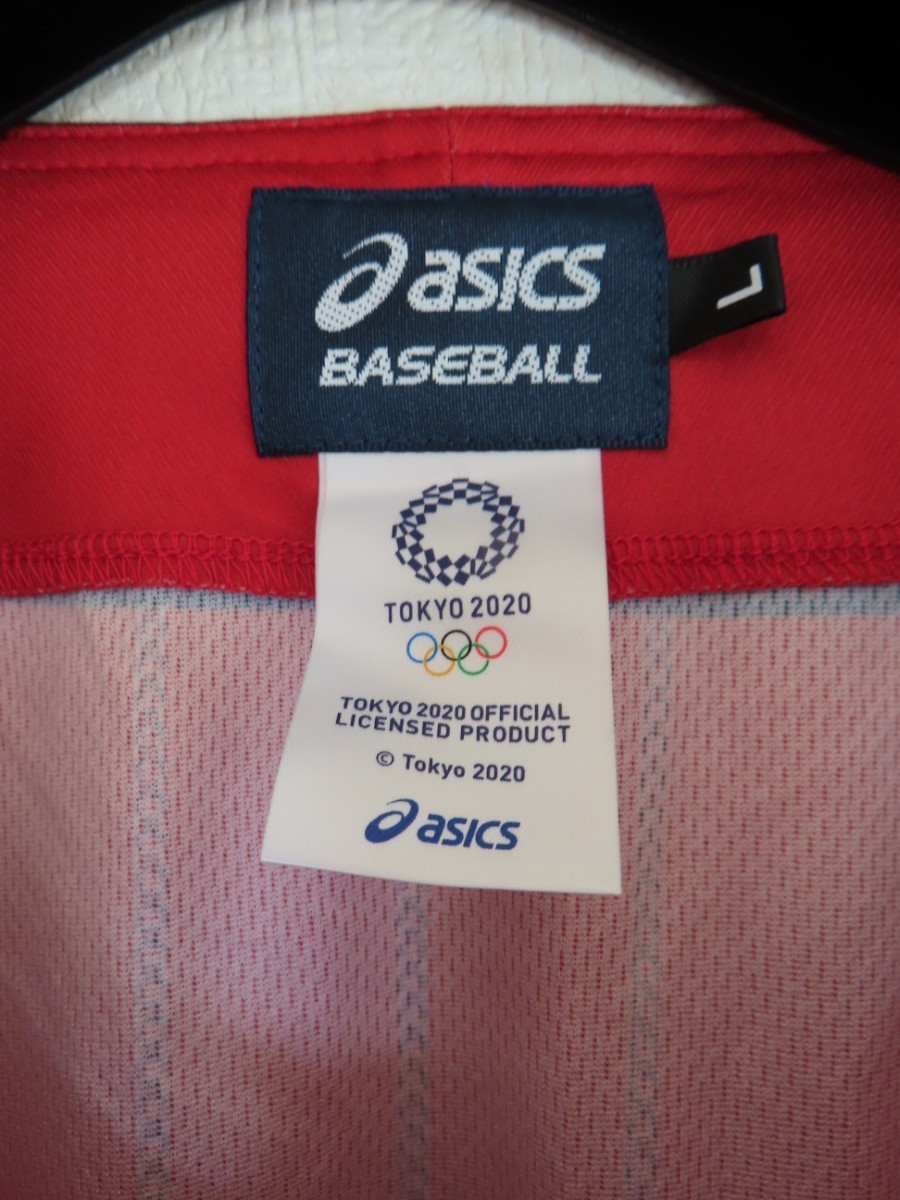 asics
BASEBALL
L
TOKYO 2020
TOKYO 2020 OFFICIAL
LICENSED PRODUCT
© Tokyo 2020
asics